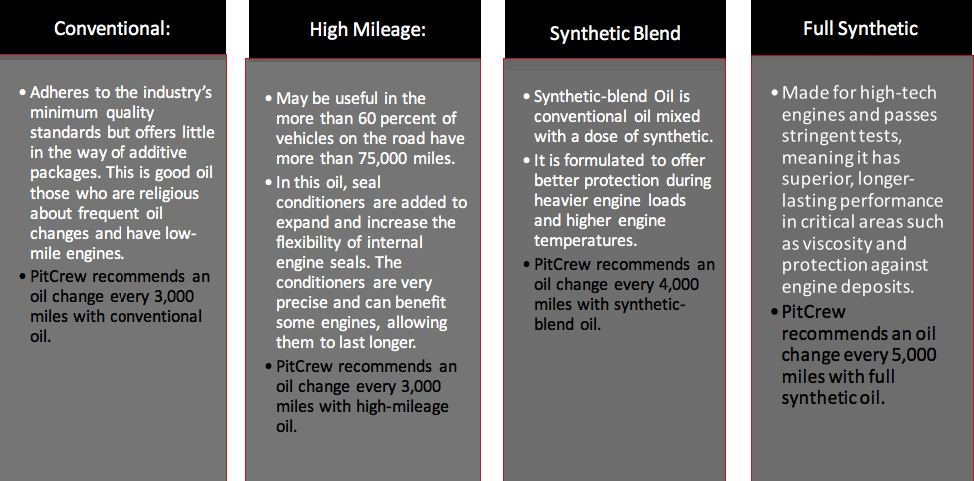 Conventional:
• Adheres to the industry's
minimum quality
standards but offers little
in the way of additive
packages. This is good oil
those who are religious
about frequent oil
changes and have low-
mile engines.
• PitCrew recommends an
oil change every 3,000
miles with conventional
oil.
High Mileage:
• May be useful in the
more than 60 percent of
vehicles on the road have
more than 75,000 miles.
• In this oil, seal
conditioners are added to
expand and increase the
flexibility of internal
engine seals. The
conditioners are very
precise and can benefit
some engines, allowing
them to last longer.
• PitCrew recommends an
oil change every 3,000
miles with high-mileage
oil.
Synthetic Blend
• Synthetic-blend Oil is
conventional oil mixed
with a dose of synthetic.
• It is formulated to offer
better protection during
heavier engine loads
and higher engine
temperatures.
• PitCrew recommends an
oil change every 4,000
miles with synthetic-
blend oil.
Full Synthetic
• Made for high-tech
engines and passes
stringent tests,
meaning it has
superior, longer-
lasting performance
in critical areas such
as viscosity and
protection against
engine deposits.
• PitCrew
recommends an oil
change every 5,000
miles with full
synthetic oil.